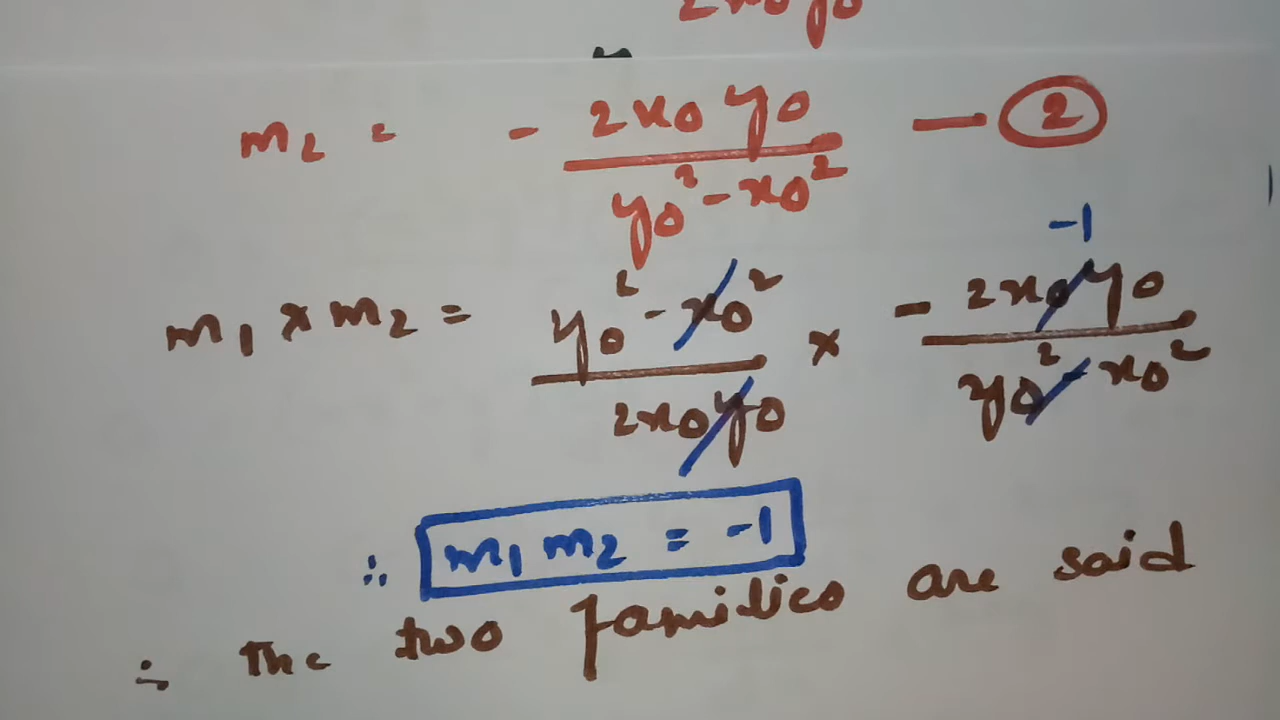 2x₀y₀
m₂ = - 2x₀y₀ / y₀² - x₀² — ②
-1
m₁ × m₂ = y₀² - x₀² / 2x₀y₀ × - 2x₀y₀ / y₀² - x₀²
∴ m₁ m₂ = -1
∴ The two families are said